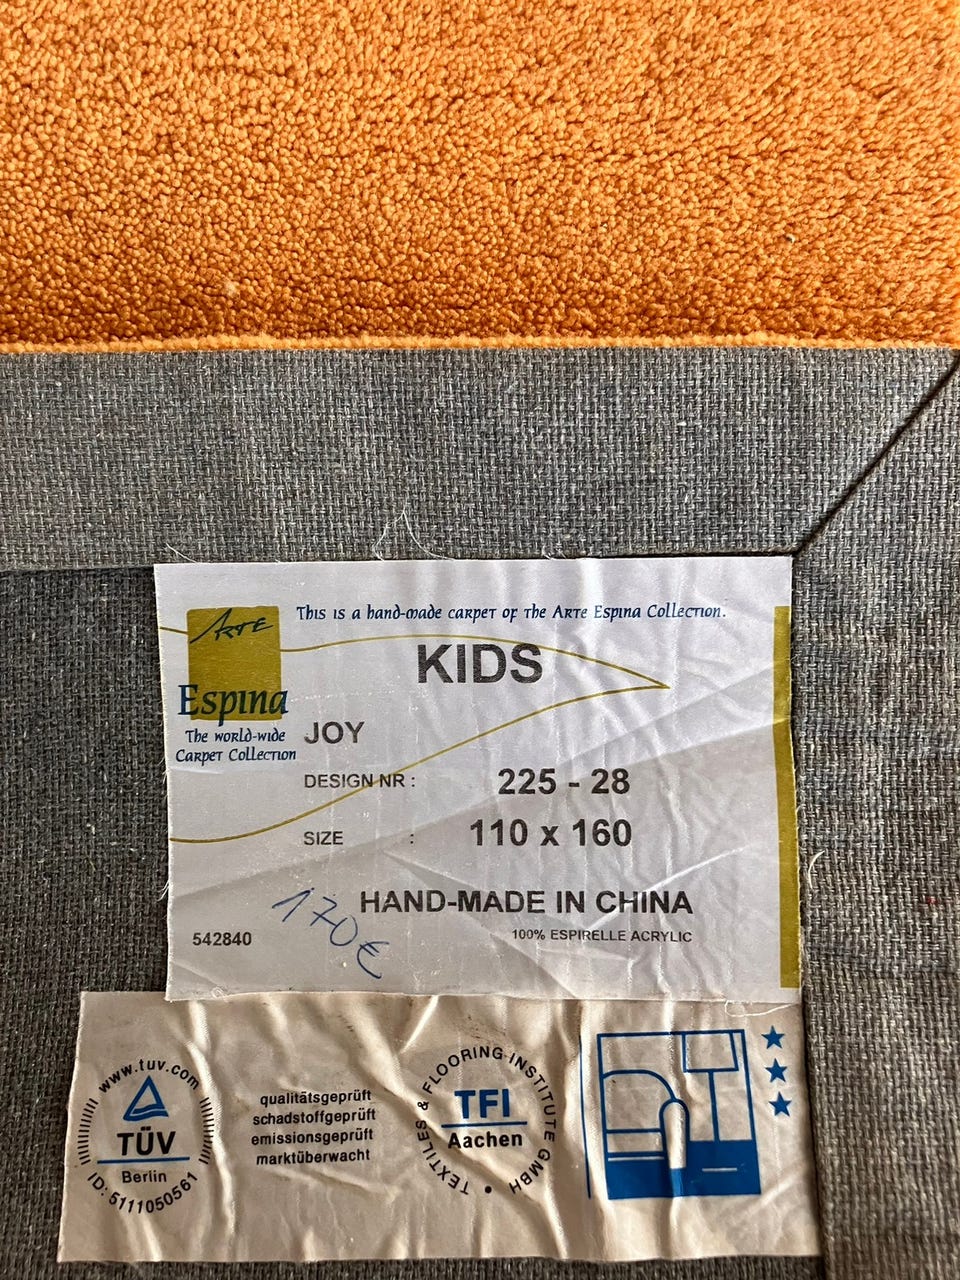 This is a hand-made carpet of the Arte Espina Collection.
Arte
Espina
The world-wide
Carpet Collection
KIDS
JOY
DESIGN NR : 225 - 28
SIZE : 110 x 160
170€
HAND-MADE IN CHINA
542840
100% ESPIRELLE ACRYLIC
www.tuv.com
TÜV
Berlin
ID: 5111050561
qualitätsgeprüft
schadstoffgeprüft
emissionsgeprüft
marktüberwacht
TEXTILES & FLOORING INSTITUTE GMBH
TFI
Aachen